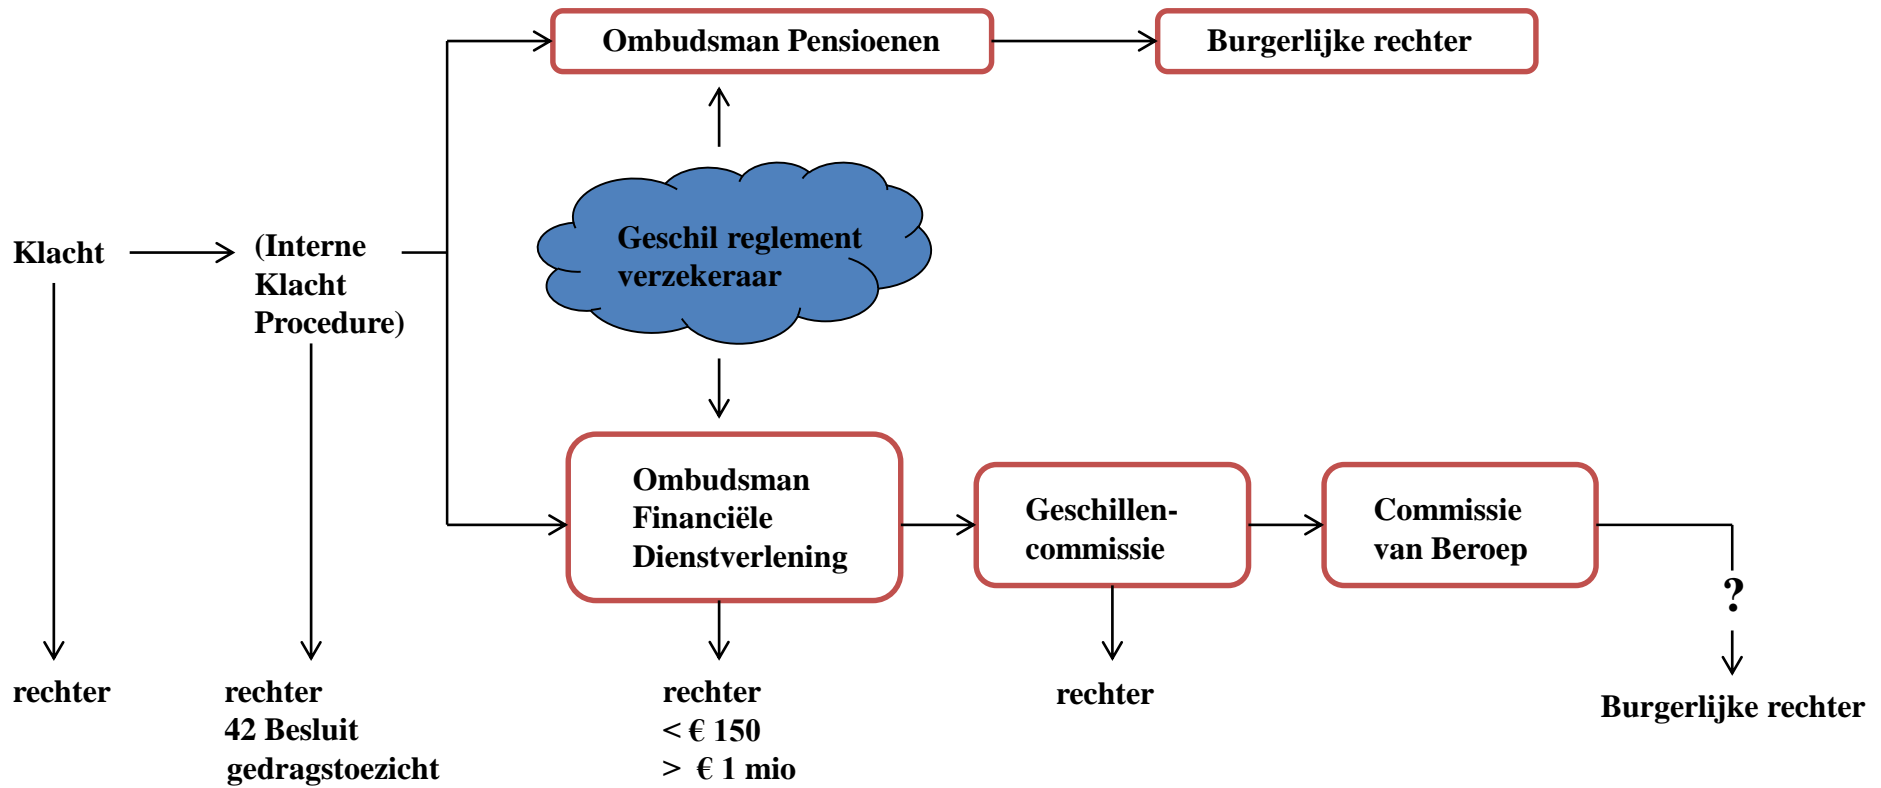 Ombudsman Pensioenen
Burgerlijke rechter
Geschil reglement
verzekeraar
Klacht
(Interne
Klacht
Procedure)
Ombudsman
Financiële
Dienstverlening
Geschillen-
commissie
Commissie
van Beroep
?
rechter
rechter
42 Besluit
gedragstoezicht
rechter
< € 150
> € 1 mio
rechter
Burgerlijke rechter